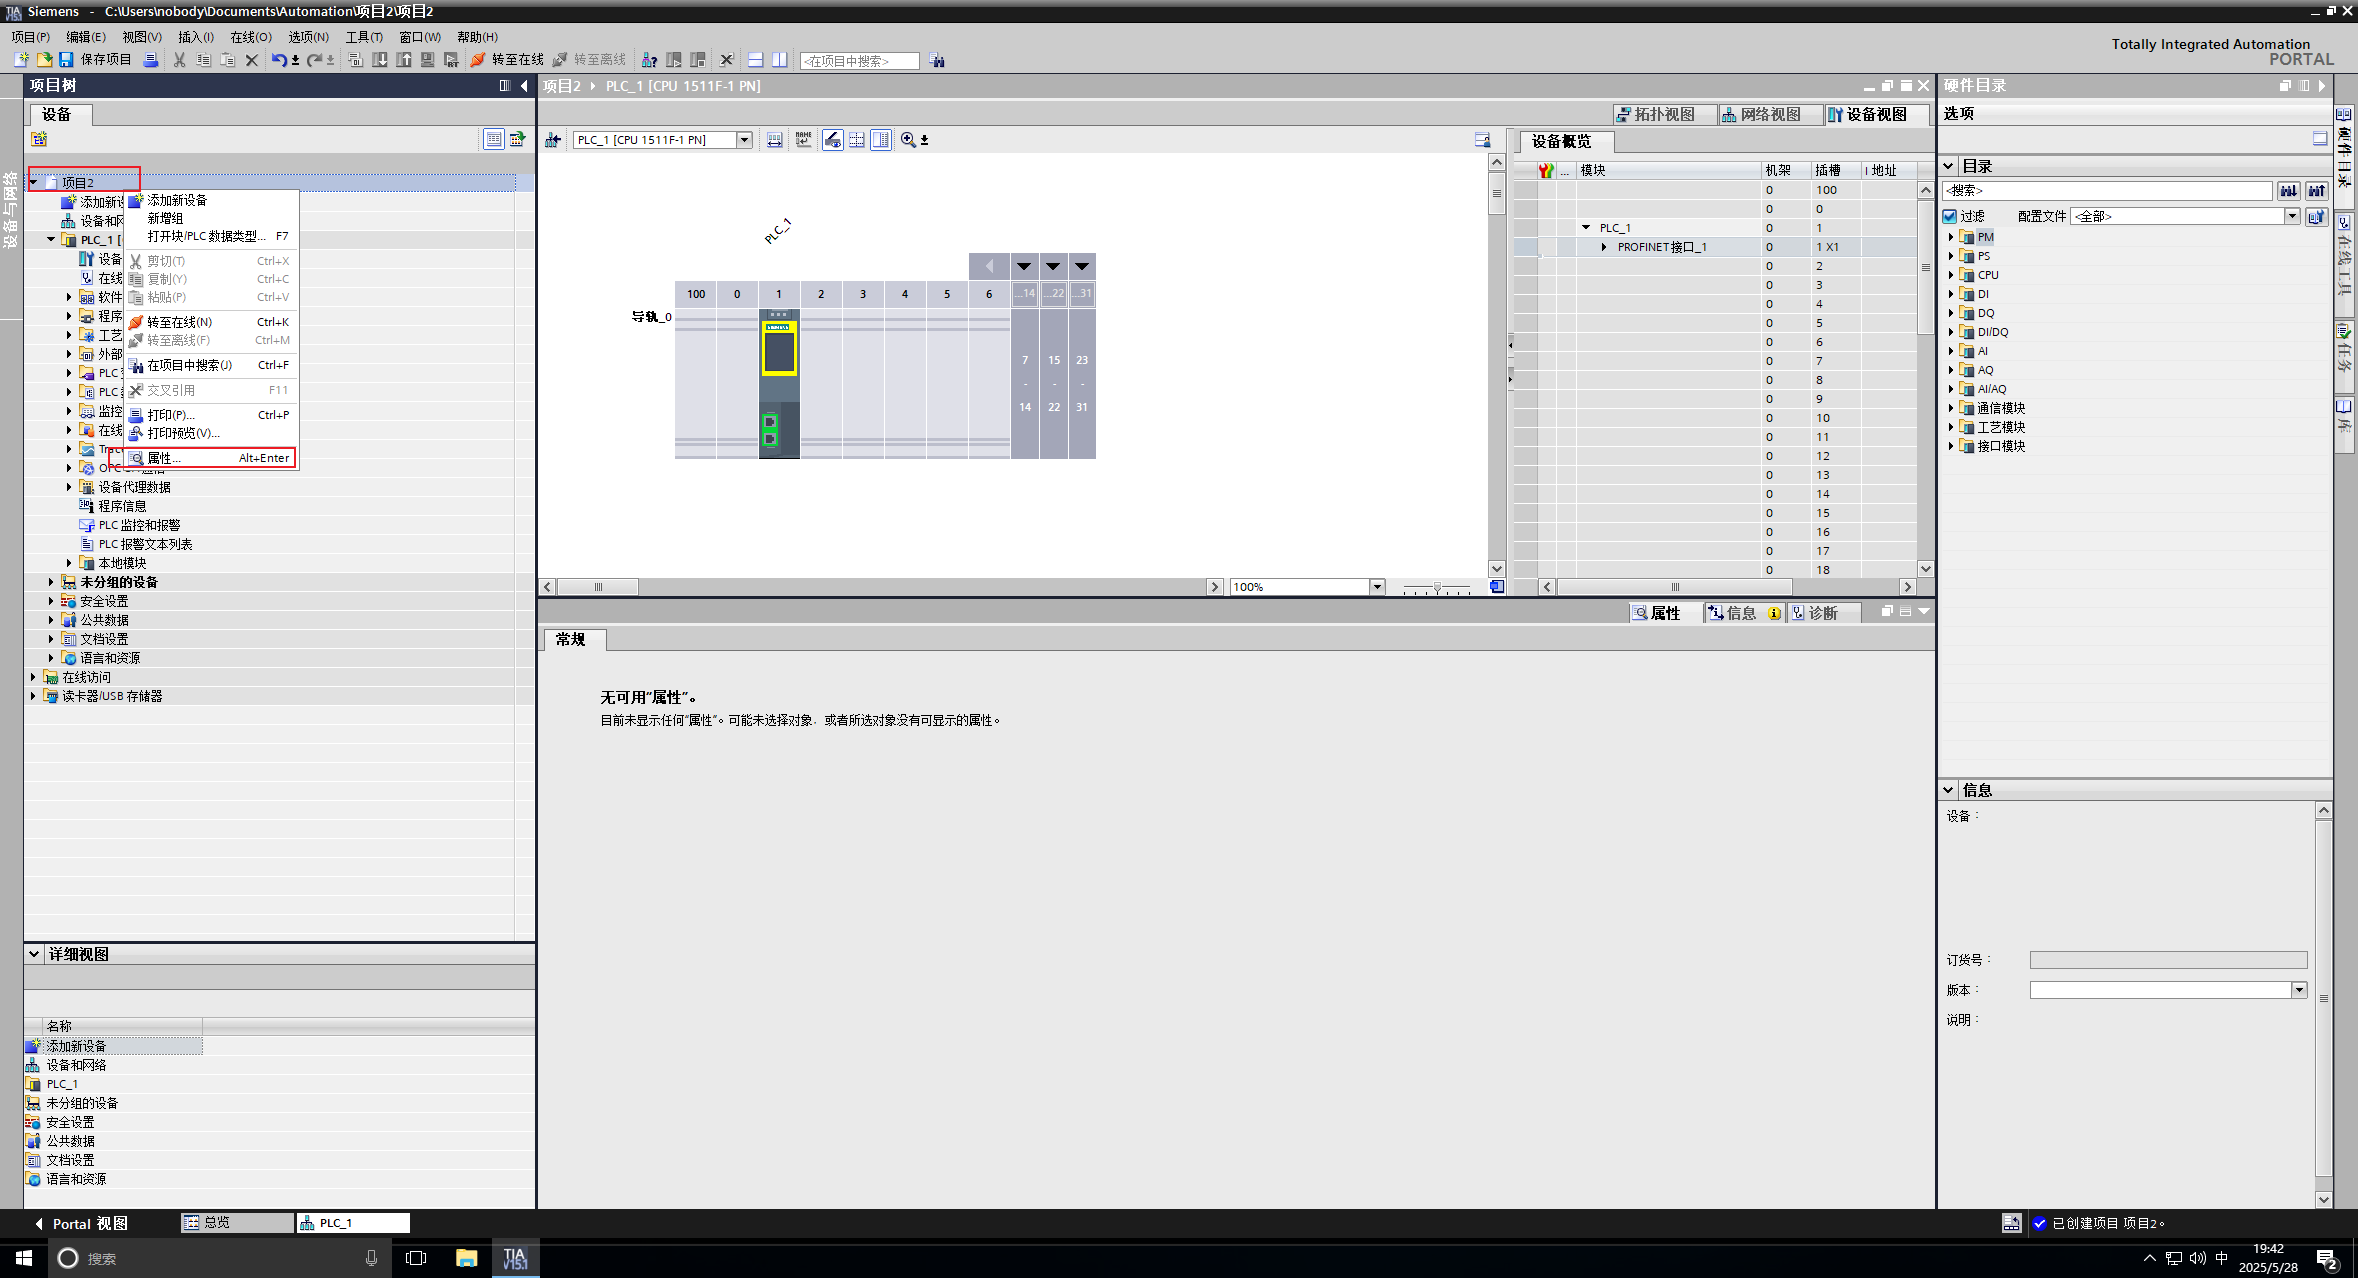 Siemens - C:\Users\nobody\Documents\Automation\项目2\项目2
项目(P) 编辑(E) 视图(V) 插入(I) 在线(O) 选项(N) 工具(T) 窗口(W) 帮助(H)
保存项目 转至在线 转至离线 <在项目中搜索>
Totally Integrated Automation
PORTAL
设备与网络
项目树
设备
项目2
添加新设
设备和网
PLC_1 [
设备
在线
软件
程序
工艺
外部
PLC
PLC
监控
在线
Trac
OPC UA 通信
设备代理数据
程序信息
PLC 监控和报警
PLC 报警文本列表
本地模块
未分组的设备
安全设置
公共数据
文档设置
语言和资源
在线访问
读卡器/USB 存储器
添加新设备
新增组
打开块/PLC 数据类型... F7
剪切(T) Ctrl+X
复制(Y) Ctrl+C
粘贴(P) Ctrl+V
转至在线(N) Ctrl+K
转至离线(F) Ctrl+M
在项目中搜索(J) Ctrl+F
交叉引用 F11
打印(P)... Ctrl+P
打印预览(V)...
属性... Alt+Enter
详细视图
名称
添加新设备
设备和网络
PLC_1
未分组的设备
安全设置
公共数据
文档设置
语言和资源
项目2 PLC_1 [CPU 1511F-1 PN]
拓扑视图 网络视图 设备视图
PLC_1 [CPU 1511F-1 PN]
PLC_1
100 0 1 2 3 4 5 6 ...14 ...22 ...31
导轨_0
SIEMENS
7 15 23
- - -
14 22 31
100%
设备概览
... 模块 机架 插槽 I 地址
0 100
0 0
PLC_1 0 1
PROFINET接口_1 0 1 X1
0 2
0 3
0 4
0 5
0 6
0 7
0 8
0 9
0 10
0 11
0 12
0 13
0 14
0 15
0 16
0 17
0 18
属性 信息 诊断
常规
无可用“属性”。
目前未显示任何“属性”。可能未选择对象，或者所选对象没有可显示的属性。
硬件目录
选项
目录
<搜索>
过滤 配置文件 <全部>
PM
PS
CPU
DI
DQ
DI/DQ
AI
AQ
AI/AQ
通信模块
工艺模块
接口模块
信息
设备：
订货号：
版本：
说明：
硬件目录
在线工具
任务
库
Portal 视图 总览 PLC_1
已创建项目 项目2。
搜索
TIA V15.1
中
19:42
2025/5/28
2